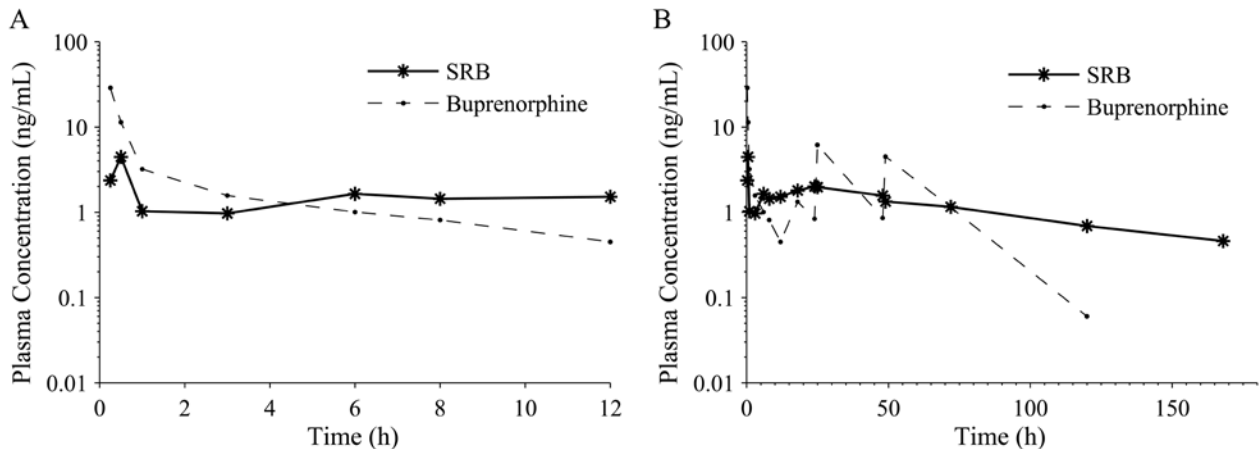 A
Plasma Concentration (ng/mL)
100
10
1
0.1
0.01
0
2
4
6
8
10
12
Time (h)
SRB
Buprenorphine
B
Plasma Concentration (ng/mL)
100
10
1
0.1
0.01
0
50
100
150
Time (h)
SRB
Buprenorphine